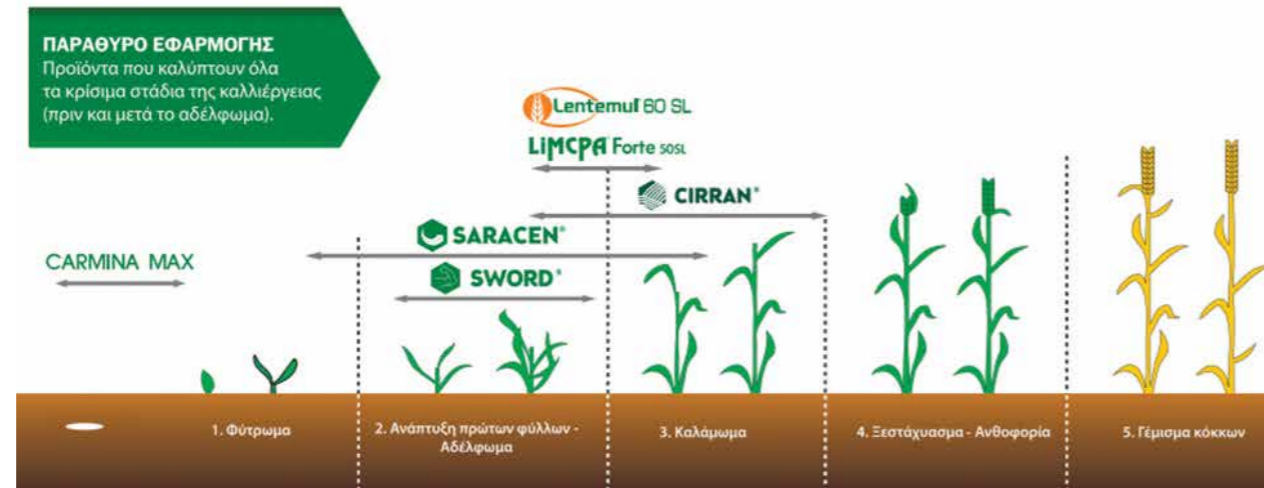 ΠΑΡΑΘΥΡΟ ΕΦΑΡΜΟΓΗΣ
Προϊόντα που καλύπτουν όλα
τα κρίσιμα στάδια της καλλιέργειας
(πριν και μετά το αδέλφωμα).
Lentemul 60 SL
LiMCPA Forte 50SL
CIRRAN®
SARACEN®
CARMINA MAX
SWORD®
1. Φύτρωμα
2. Ανάπτυξη πρώτων φύλλων -
Αδέλφωμα
3. Καλάμωμα
4. Ξεστάχυασμα - Ανθοφορία
5. Γέμισμα κόκκων